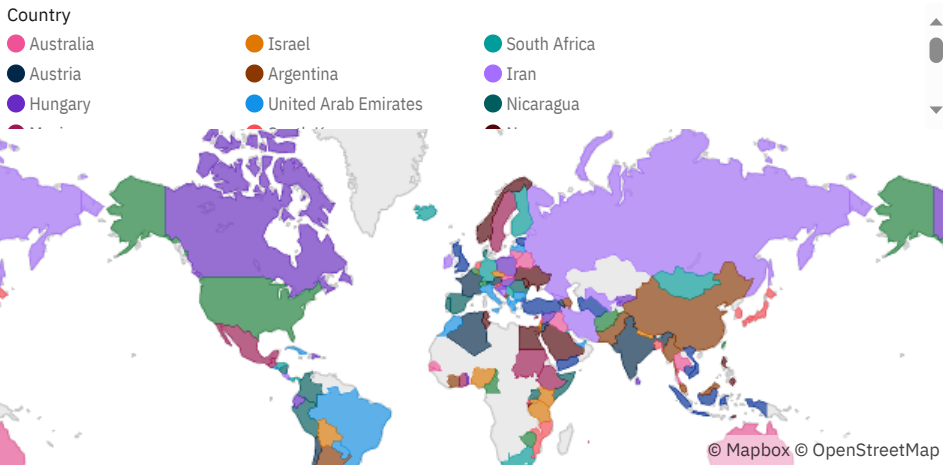 Country
Australia Israel South Africa
Austria Argentina Iran
Hungary United Arab Emirates Nicaragua
© Mapbox © OpenStreetMap